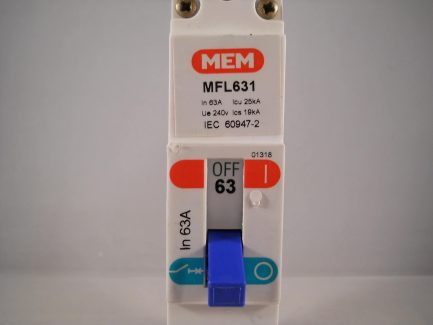 MEM
MFL631
In 63A Icu 25kA
Ue 240v Ics 19kA
IEC 60947-2
01318
OFF
63
In 63A